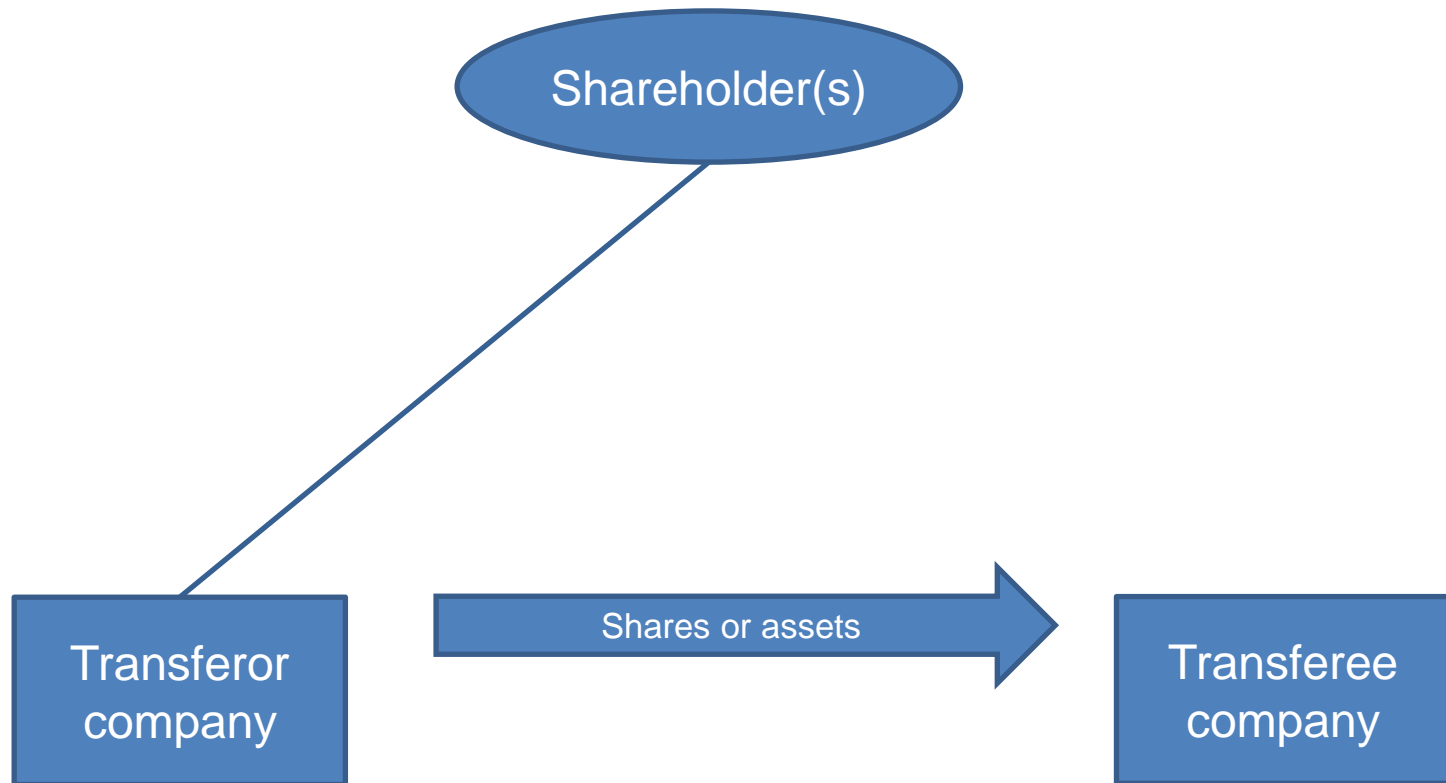 Shareholder(s)
Shares or assets
Transferor
company
Transferee
company